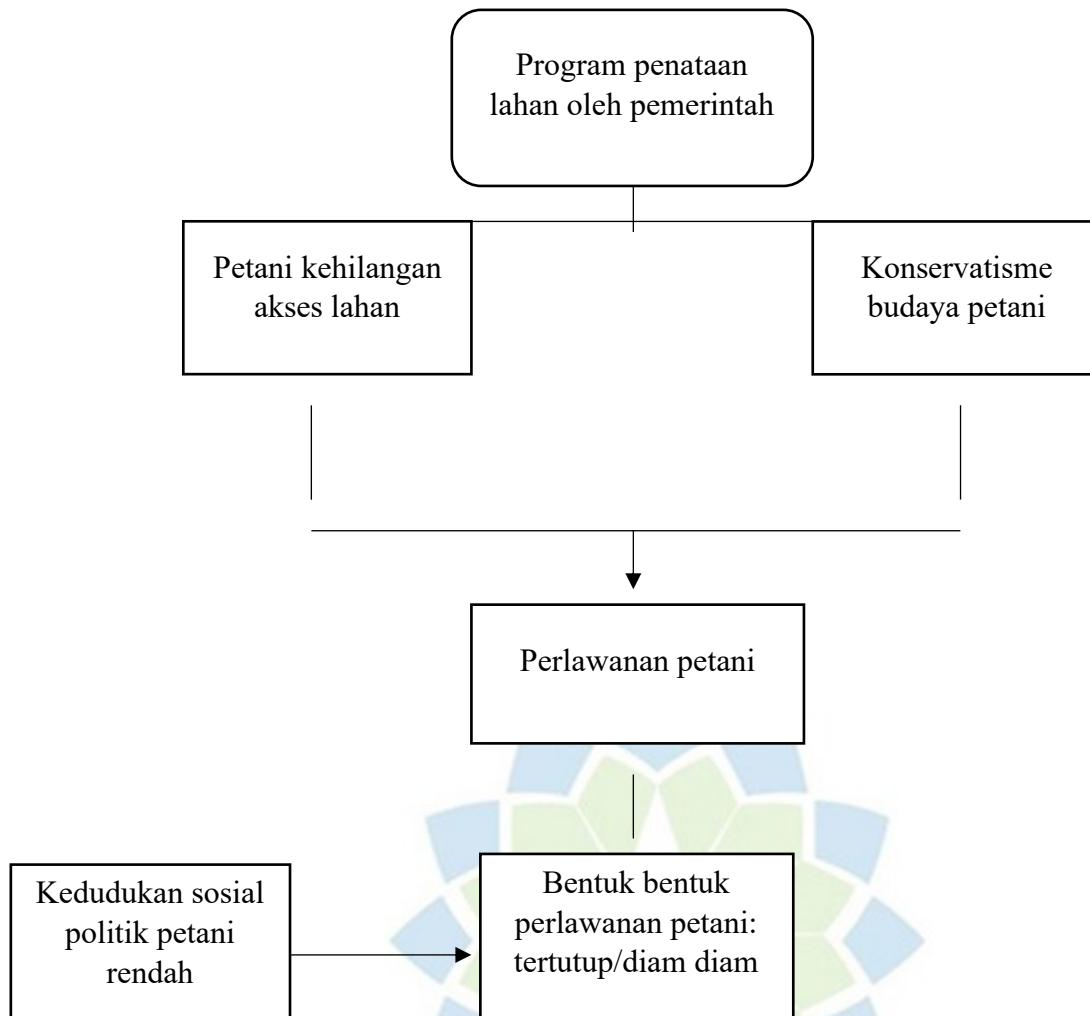 Program penataan
lahan oleh pemerintah
Petani kehilangan
akses lahan
Konservatisme
budaya petani
Perlawanan petani
Kedudukan sosial
politik petani
rendah
Bentuk bentuk
perlawanan petani:
tertutup/diam diam